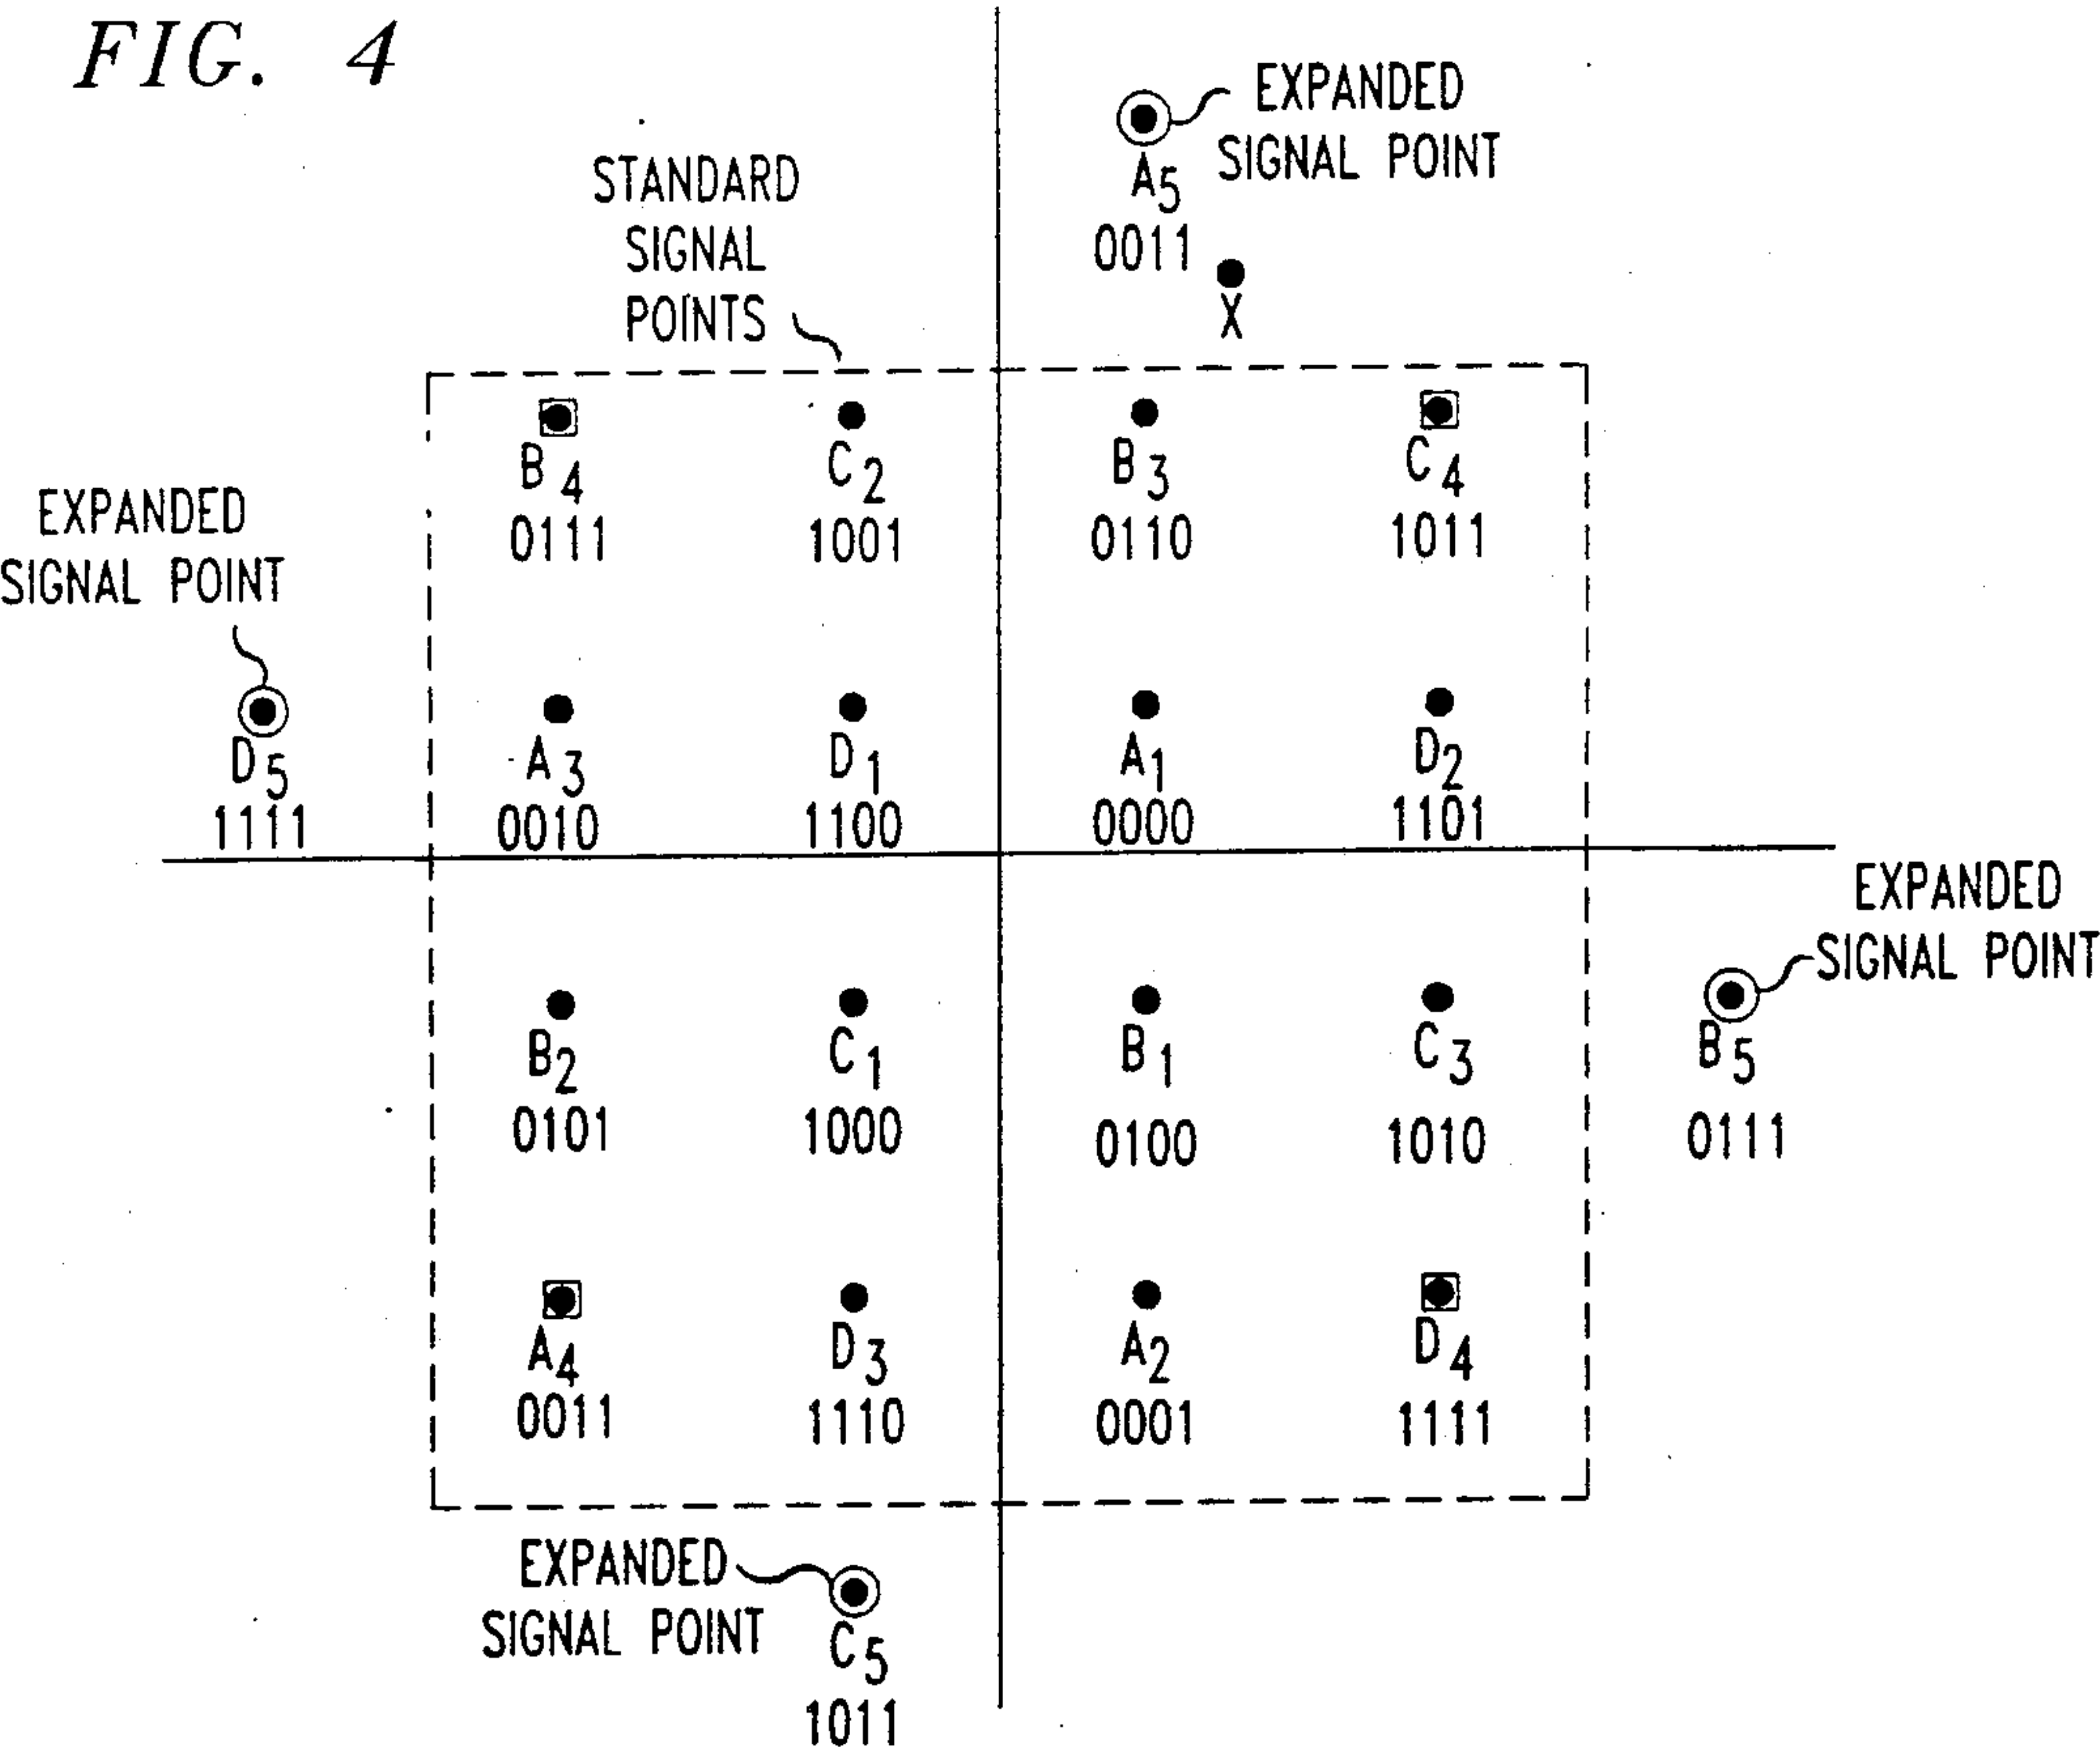 FIG. 4
EXPANDED
SIGNAL POINT
A5
0011
X
STANDARD
SIGNAL
POINTS
B4
0111
C2
1001
B3
0110
C4
1011
EXPANDED
SIGNAL POINT
D5
1111
A3
0010
D1
1100
A1
0000
D2
1101
EXPANDED
SIGNAL POINT
B2
0101
C1
1000
B1
0100
C3
1010
B5
0111
A4
0011
D3
1110
A2
0001
D4
1111
EXPANDED
SIGNAL POINT
C5
1011